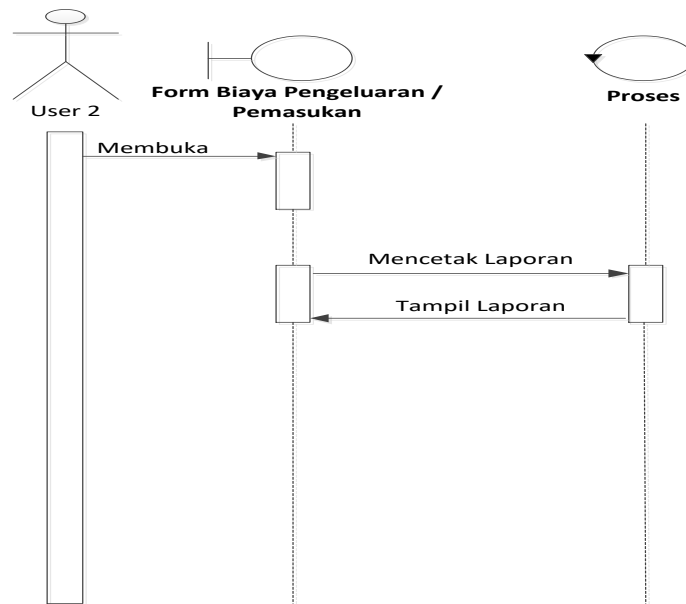 User 2
Form Biaya Pengeluaran /
Pemasukan
Proses
Membuka
Mencetak Laporan
Tampil Laporan